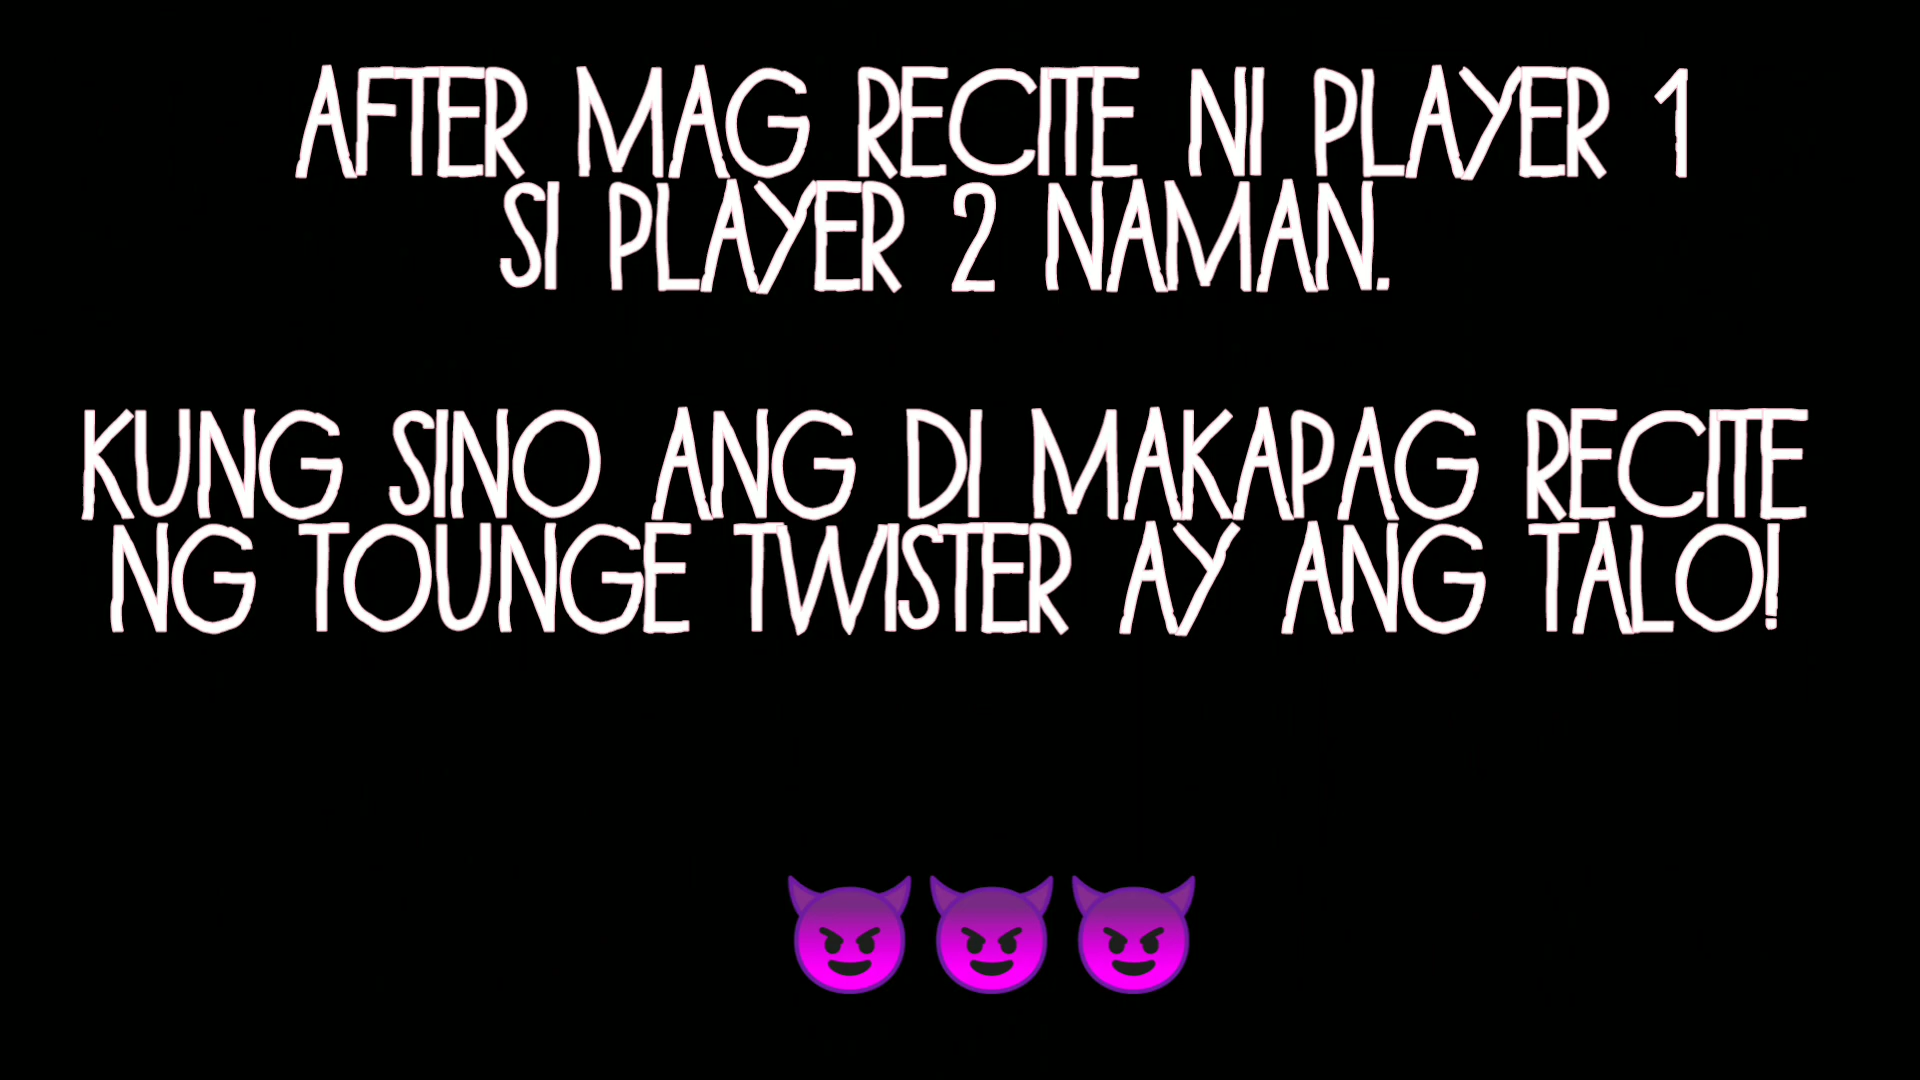 AFTER MAG RECITE NI PLAYER 1
SI PLAYER 2 NAMAN.
KUNG SINO ANG DI MAKAPAG RECITE
NG TOUNGE TWISTER AY ANG TALO!
😈😈😈